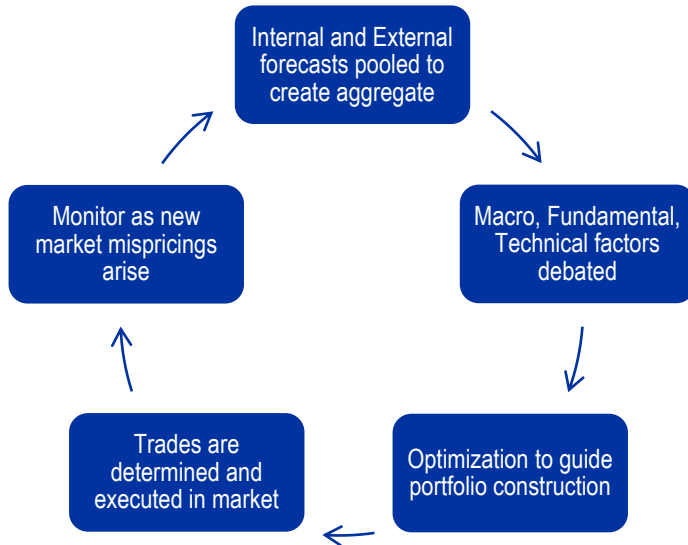 Internal and External
forecasts pooled to
create aggregate
Macro, Fundamental,
Technical factors
debated
Optimization to guide
portfolio construction
Trades are
determined and
executed in market
Monitor as new
market mispricings
arise